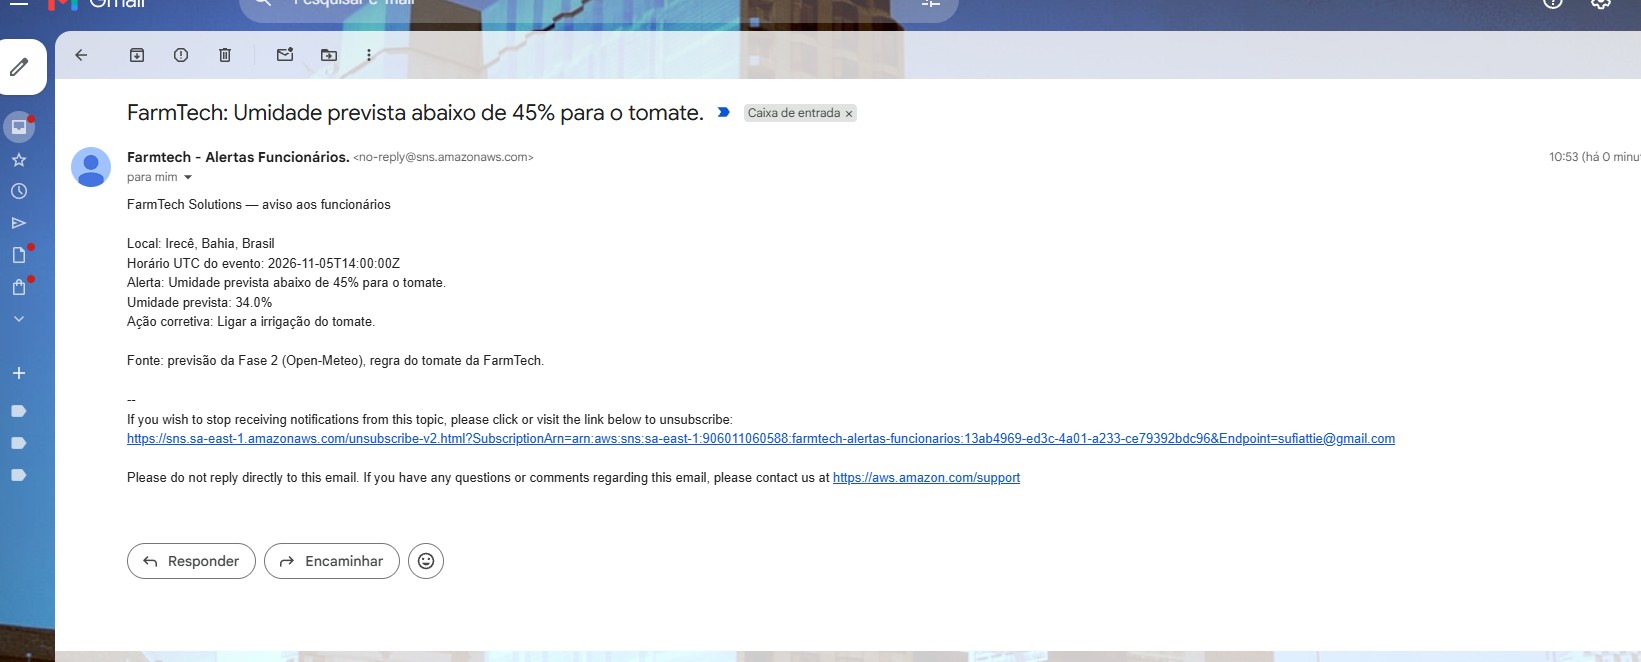 Gmail
Pesquisar e-mail
FarmTech: Umidade prevista abaixo de 45% para o tomate.
Caixa de entrada ×
Farmtech - Alertas Funcionários. <no-reply@sns.amazonaws.com>
10:53 (há 0 minut
para mim
FarmTech Solutions — aviso aos funcionários
Local: Irecê, Bahia, Brasil
Horário UTC do evento: 2026-11-05T14:00:00Z
Alerta: Umidade prevista abaixo de 45% para o tomate.
Umidade prevista: 34.0%
Ação corretiva: Ligar a irrigação do tomate.
Fonte: previsão da Fase 2 (Open-Meteo), regra do tomate da FarmTech.
--
If you wish to stop receiving notifications from this topic, please click or visit the link below to unsubscribe:
https://sns.sa-east-1.amazonaws.com/unsubscribe-v2.html?SubscriptionArn=arn:aws:sns:sa-east-1:906011060588:farmtech-alertas-funcionarios:13ab4969-ed3c-4a01-a233-ce79392bdc96&Endpoint=sufiattie@gmail.com
Please do not reply directly to this email. If you have any questions or comments regarding this email, please contact us at https://aws.amazon.com/support
Responder
Encaminhar